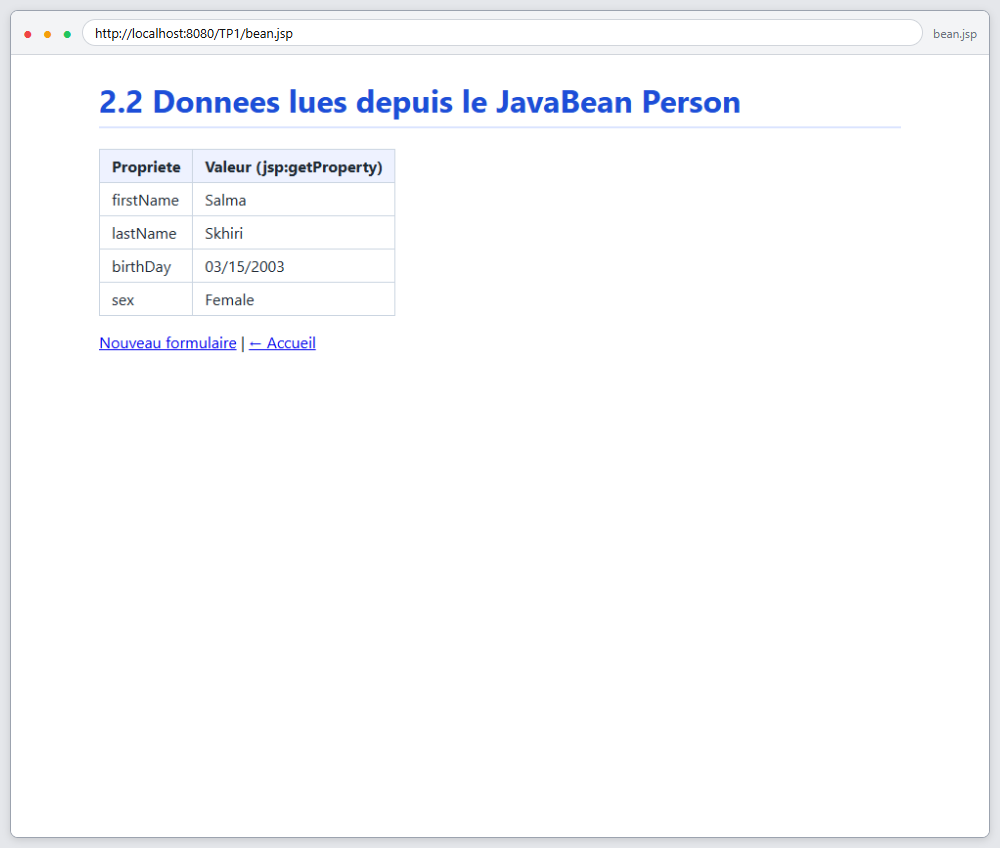 http://localhost:8080/TP1/bean.jsp bean.jsp
2.2 Donnees lues depuis le JavaBean Person
Propriete Valeur (jsp:getProperty)
firstName Salma
lastName Skhiri
birthDay 03/15/2003
sex Female
Nouveau formulaire | ← Accueil